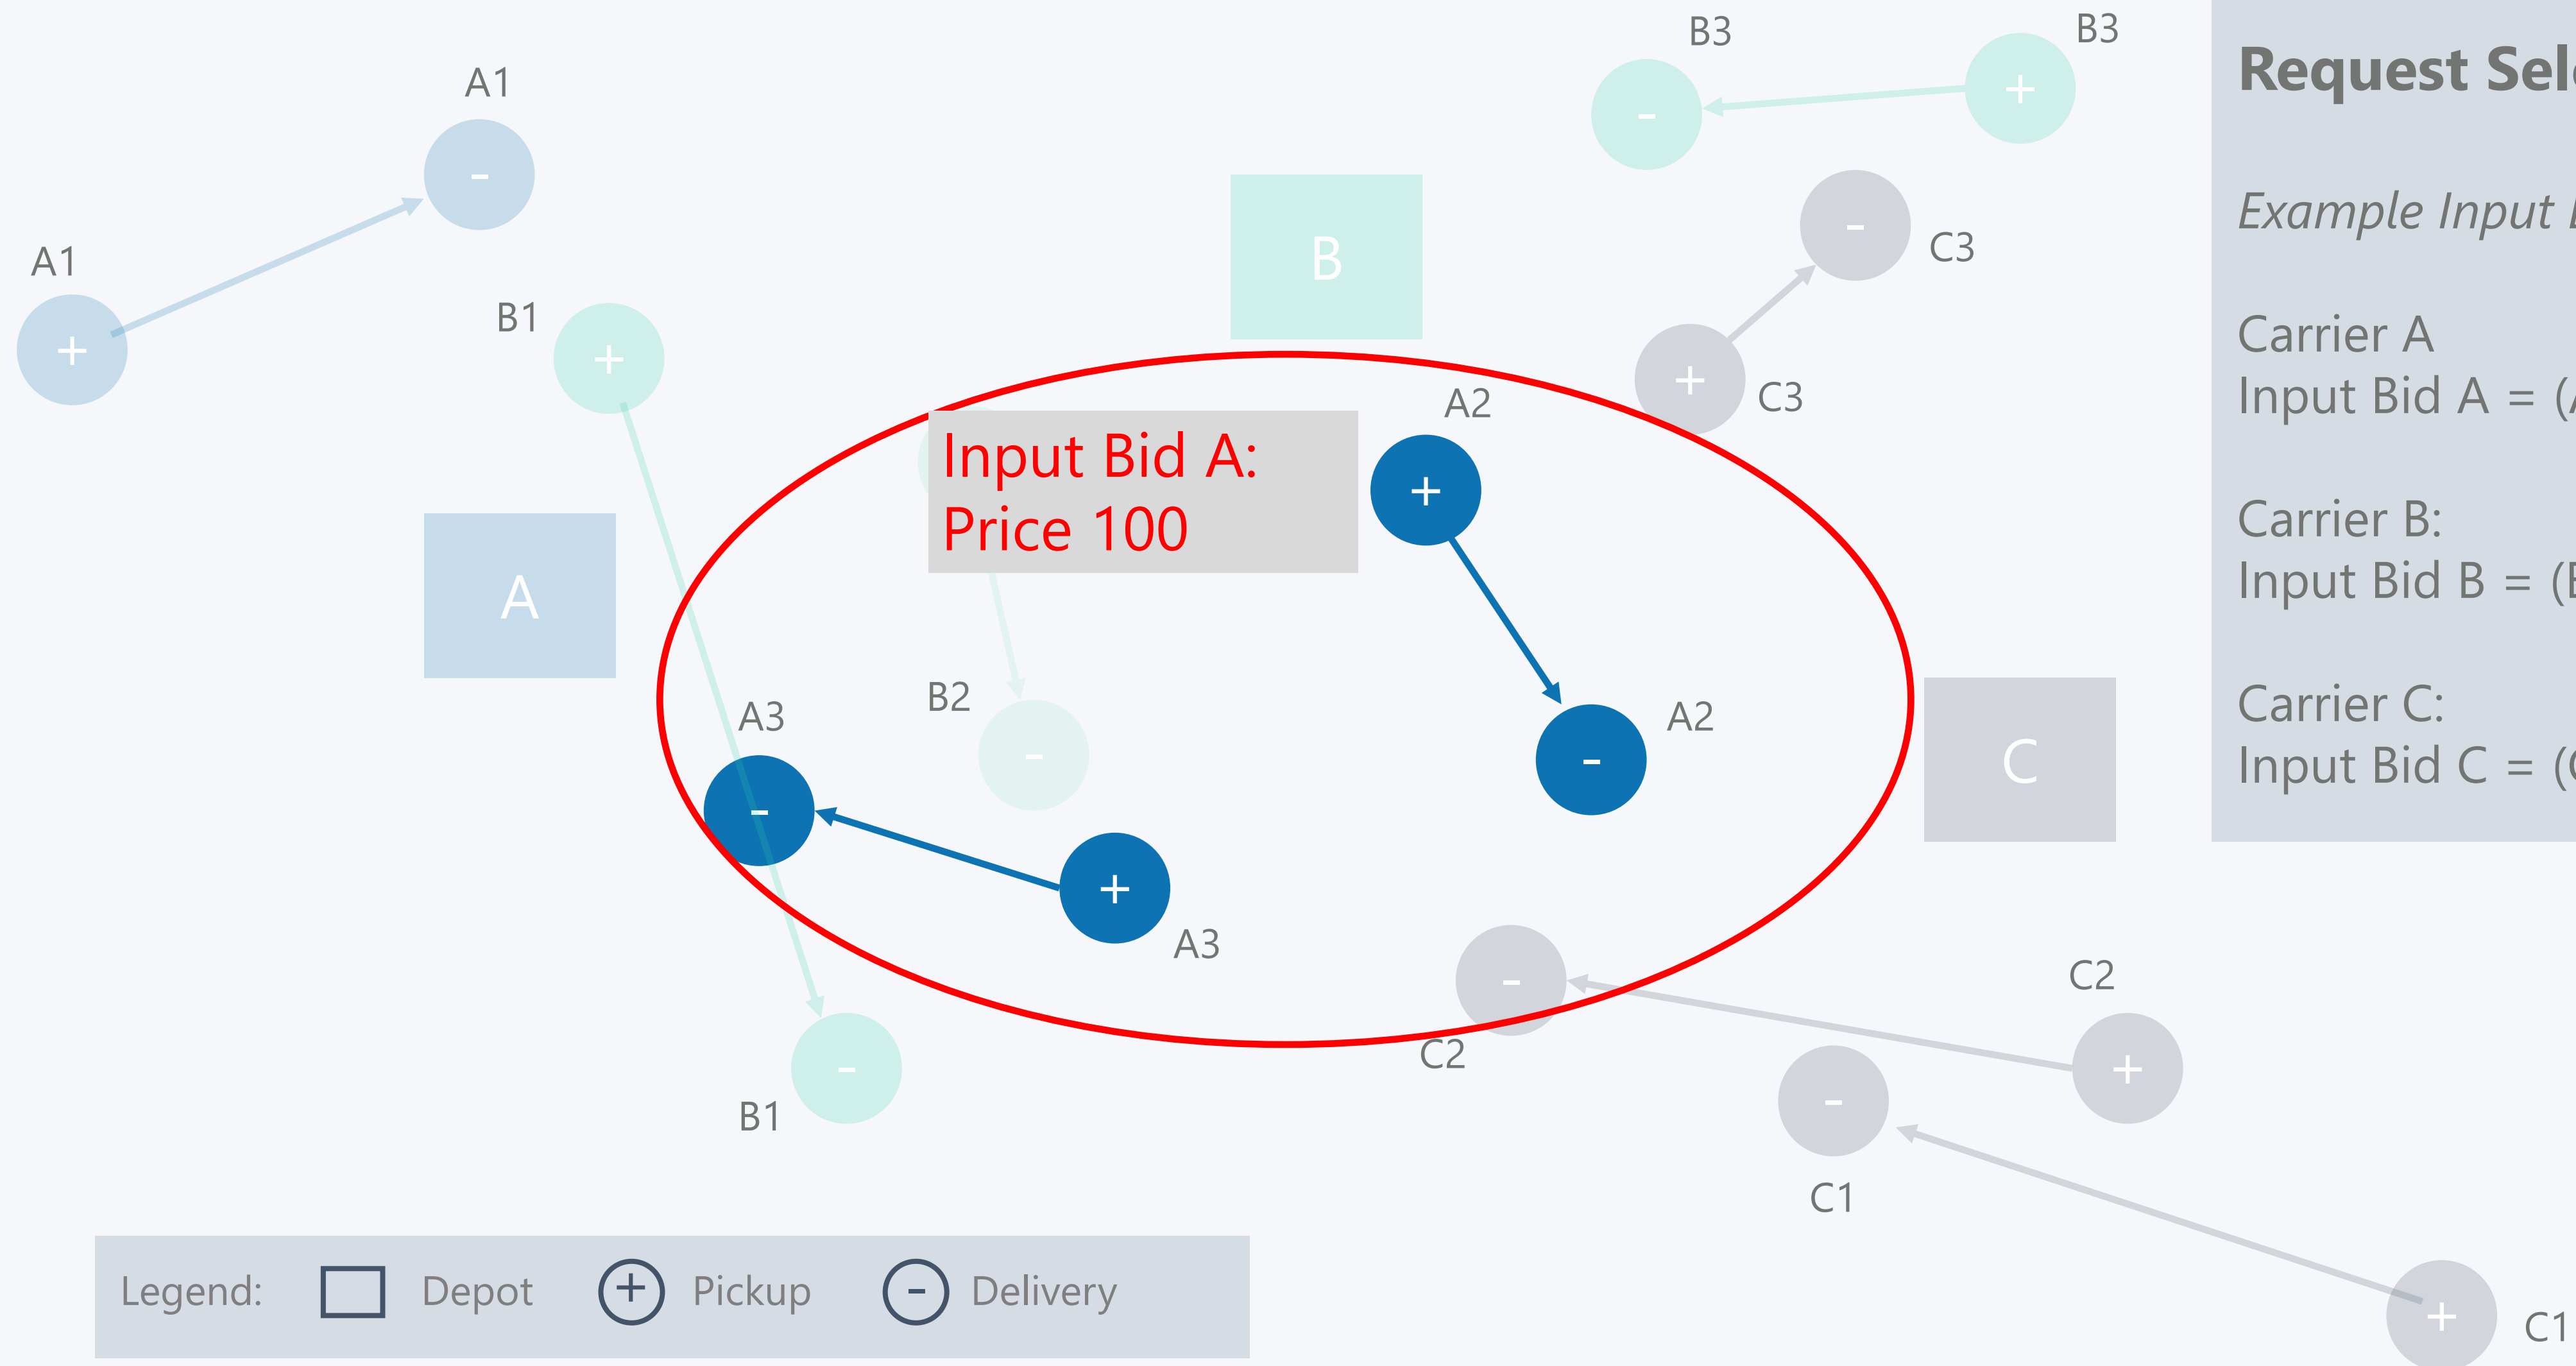 B3
B3
A1
A1
B1
B
C3
C3
A2
Input Bid A:
Price 100
A
A2
B2
A3
C
A3
C2
C2
B1
C1
C1
+
-
+
-
+
-
+
-
+
-
+
-
-
+
-
+
-
+
-
Request
Example Input
Carrier A
Input Bid A = (
Carrier B:
Input Bid B = (
Carrier C:
Input Bid C = (
Legend: Depot + Pickup - Delivery